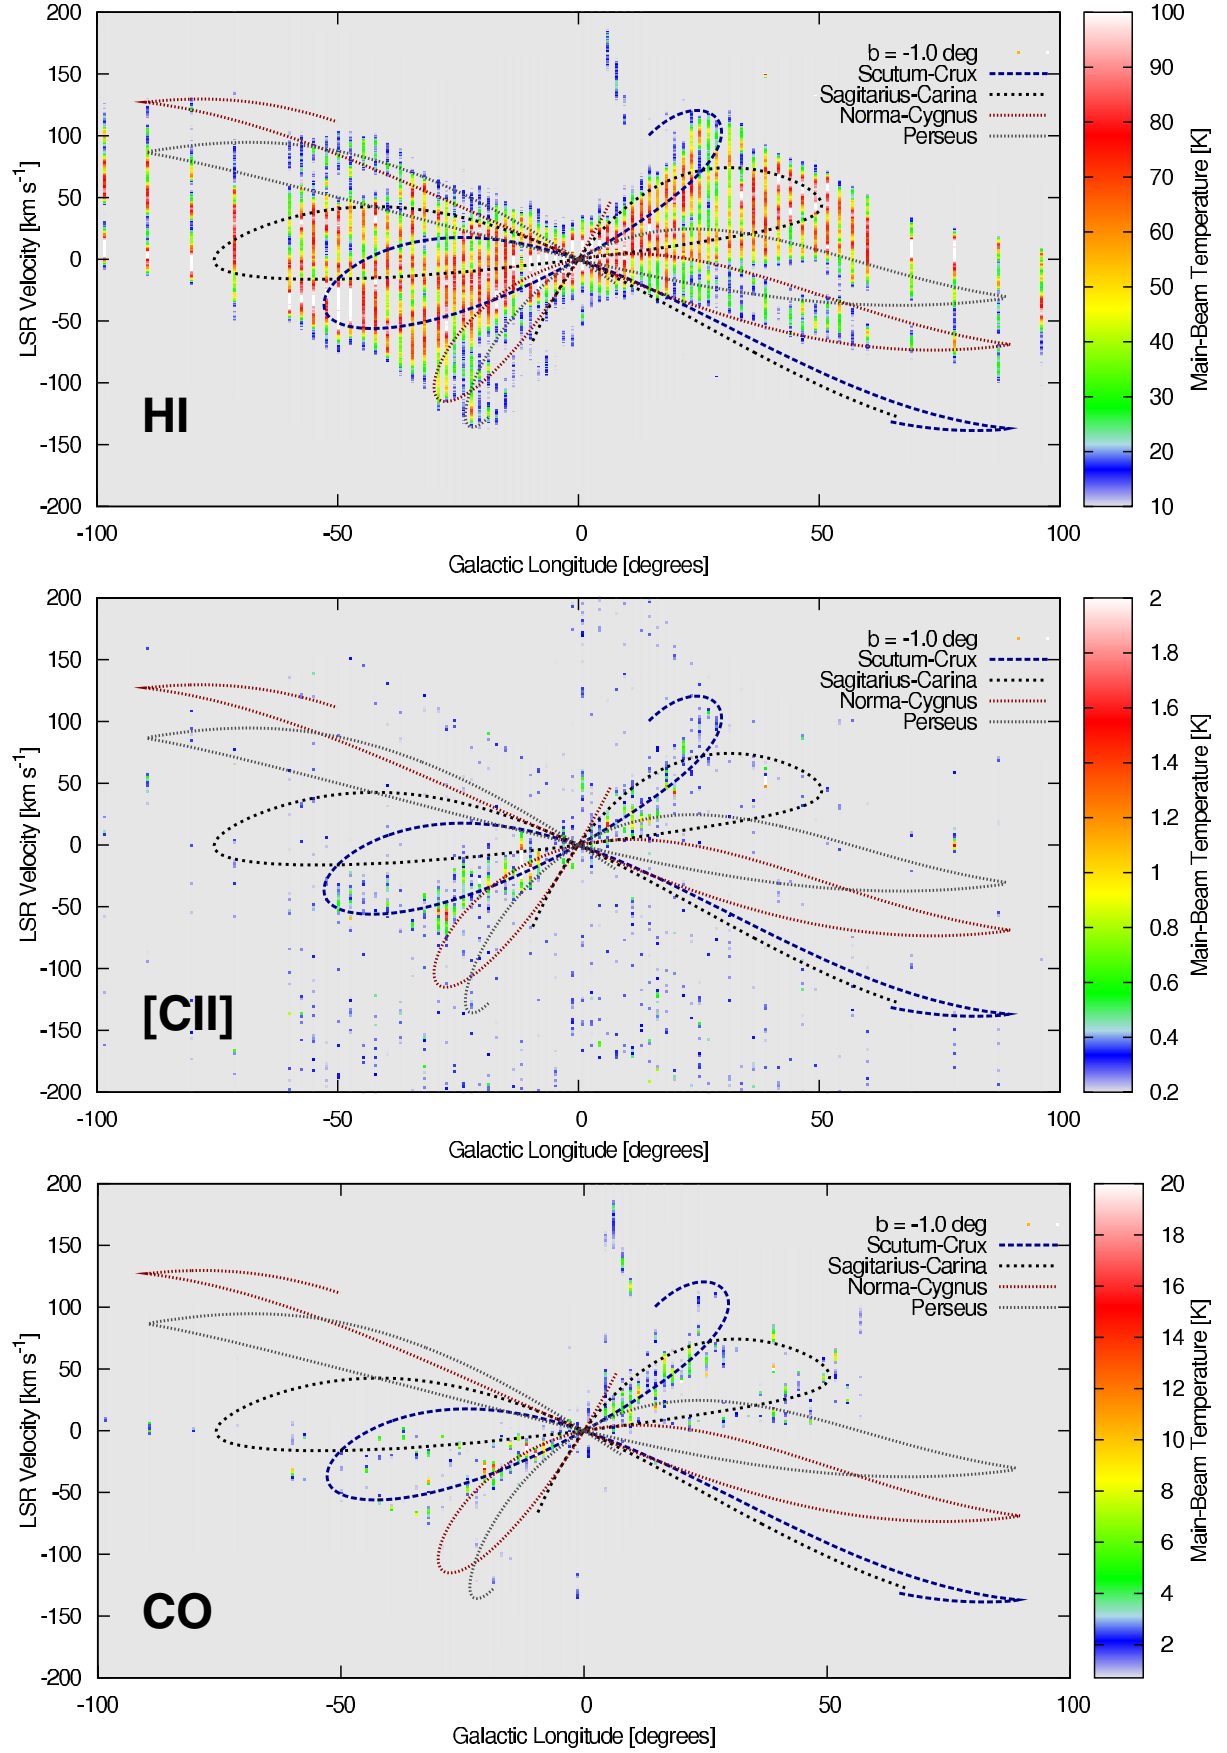 200
150
100
50
0
-50
-100
-150
-200
LSR Velocity [km s-1]
b = -1.0 deg
Scutum-Crux
Sagitarius-Carina
Norma-Cygnus
Perseus
HI
-100 -50 0 50 100
Galactic Longitude [degrees]
100
90
80
70
60
50
40
30
20
10
Main-Beam Temperature [K]
200
150
100
50
0
-50
-100
-150
-200
LSR Velocity [km s-1]
b = -1.0 deg
Scutum-Crux
Sagitarius-Carina
Norma-Cygnus
Perseus
[CII]
-100 -50 0 50 100
Galactic Longitude [degrees]
2
1.8
1.6
1.4
1.2
1
0.8
0.6
0.4
0.2
Main-Beam Temperature [K]
200
150
100
50
0
-50
-100
-150
-200
LSR Velocity [km s-1]
b = -1.0 deg
Scutum-Crux
Sagitarius-Carina
Norma-Cygnus
Perseus
CO
-100 -50 0 50 100
Galactic Longitude [degrees]
20
18
16
14
12
10
8
6
4
2
Main-Beam Temperature [K]